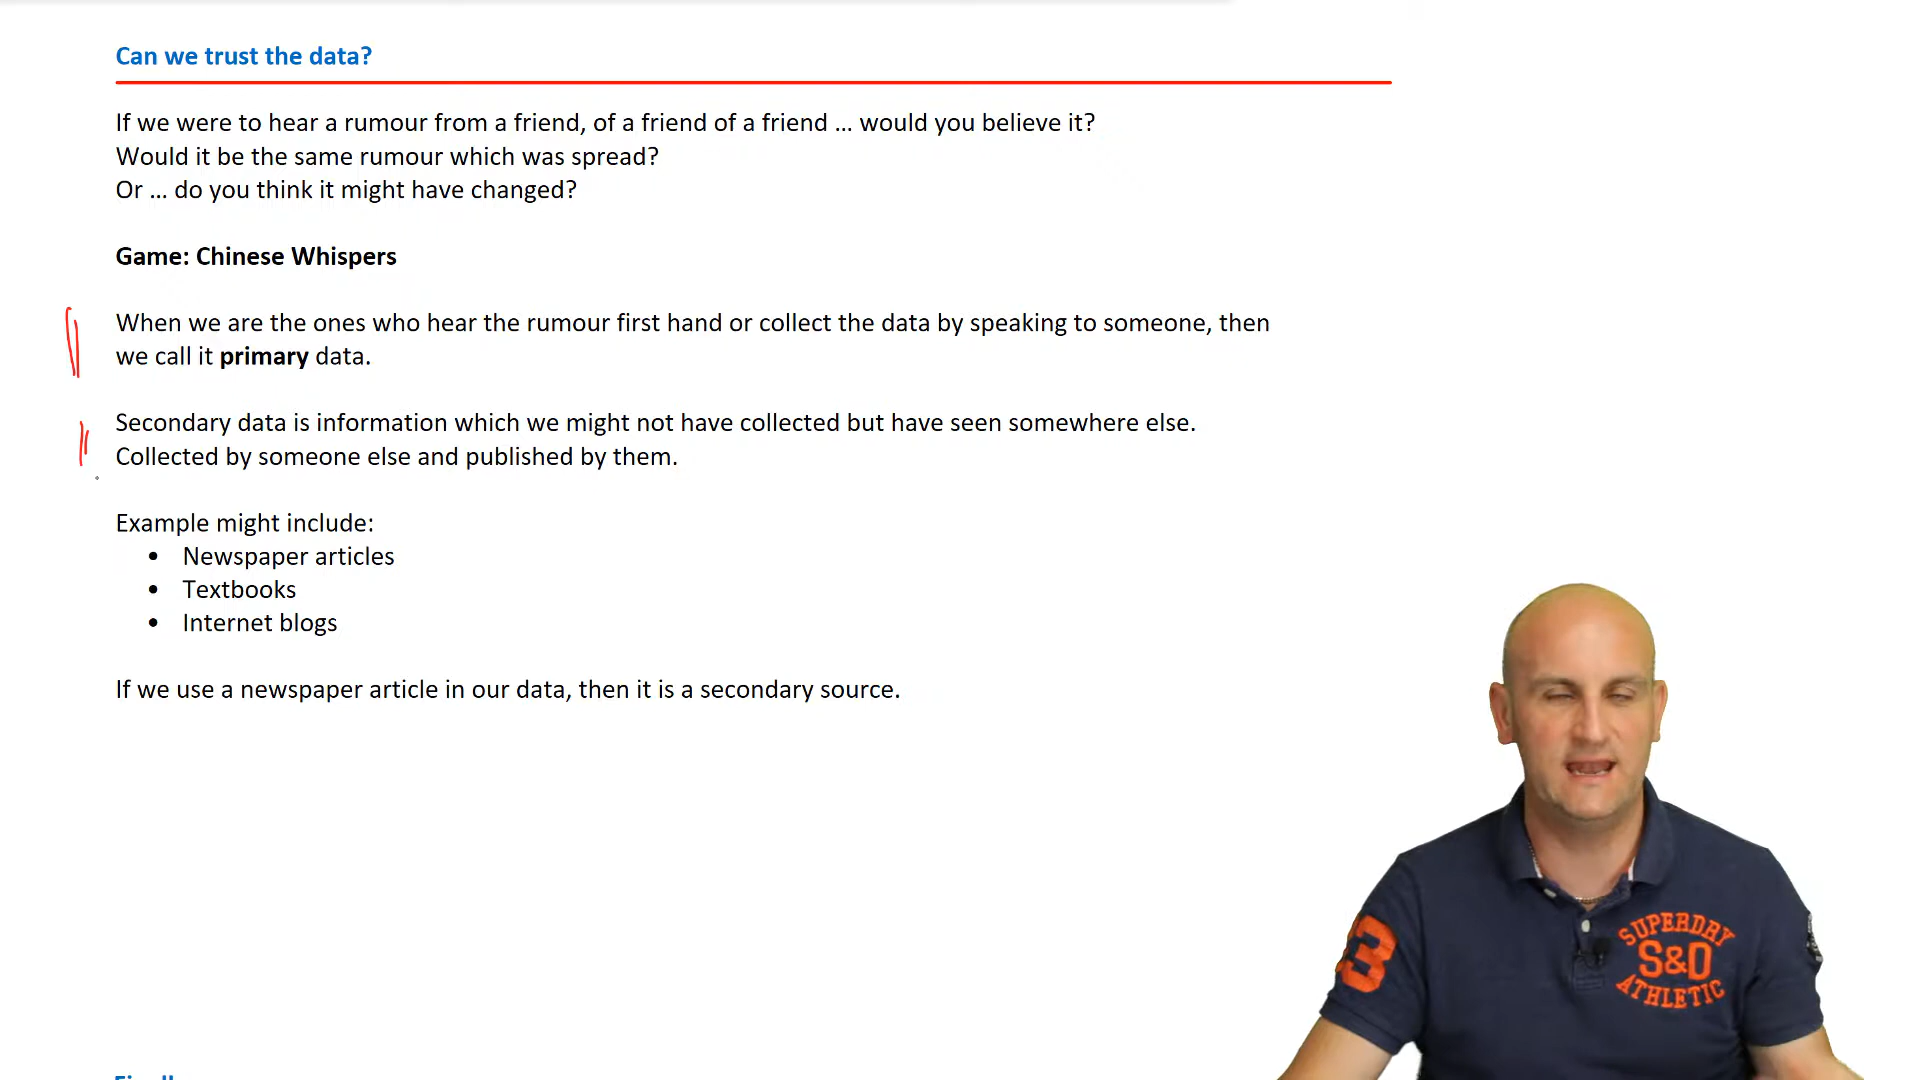 Can we trust the data?
If we were to hear a rumour from a friend, of a friend of a friend ... would you believe it?
Would it be the same rumour which was spread?
Or ... do you think it might have changed?
Game: Chinese Whispers
When we are the ones who hear the rumour first hand or collect the data by speaking to someone, then
we call it primary data.
Secondary data is information which we might not have collected but have seen somewhere else.
Collected by someone else and published by them.
Example might include:
• Newspaper articles
• Textbooks
• Internet blogs
If we use a newspaper article in our data, then it is a secondary source.
3
SUPERDRY
S&D
ATHLETIC